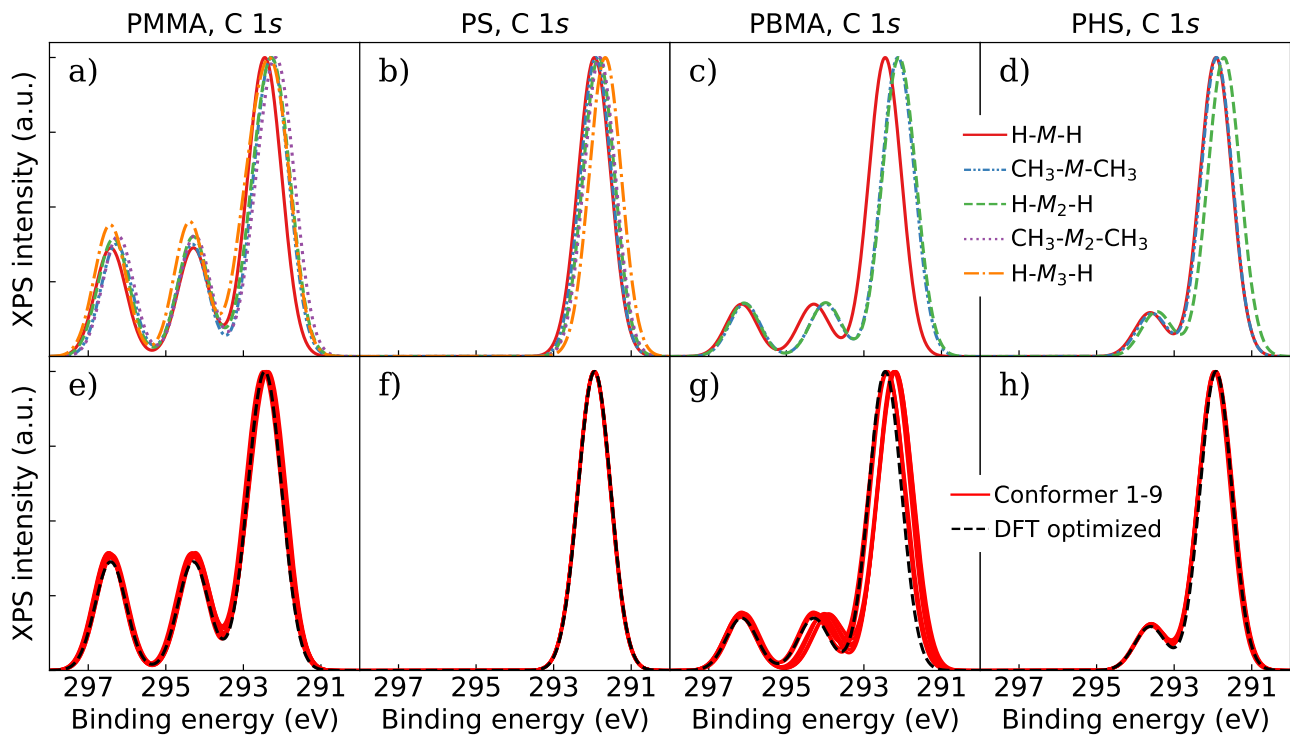 PMMA, C 1s
PS, C 1s
PBMA, C 1s
PHS, C 1s
XPS intensity (a.u.)
a)
b)
c)
d)
H-M-H
CH₃-M-CH₃
H-M₂-H
CH₃-M₂-CH₃
H-M₃-H
XPS intensity (a.u.)
e)
f)
g)
h)
Conformer 1-9
DFT optimized
297 295 293 291
297 295 293 291
297 295 293 291
297 295 293 291
Binding energy (eV)
Binding energy (eV)
Binding energy (eV)
Binding energy (eV)